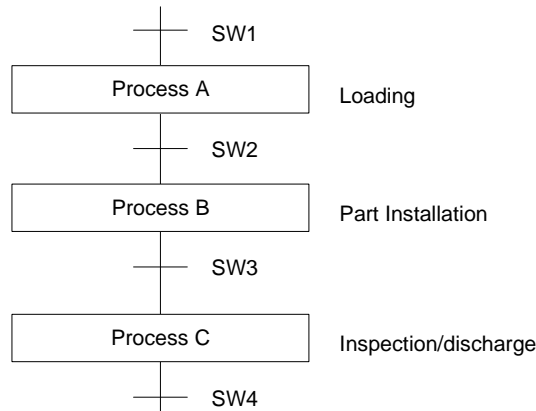 SW1
Process A
Loading
SW2
Process B
Part Installation
SW3
Process C
Inspection/discharge
SW4